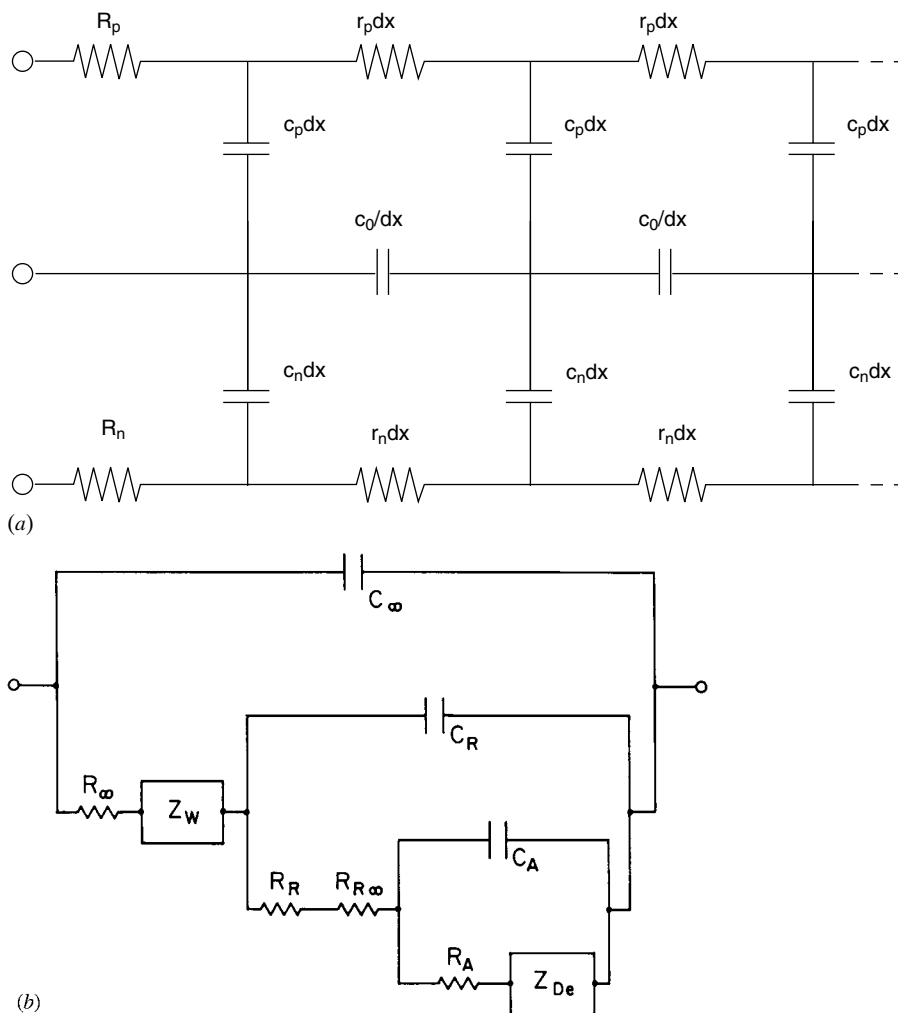 R_p r_pdx r_pdx
c_pdx c_pdx c_pdx
c_0/dx c_0/dx
c_ndx c_ndx c_ndx
R_n r_ndx r_ndx
(a)
C_∞
C_R
R_∞ Z_W
C_A
R_R R_R∞
R_A Z_De
(b)